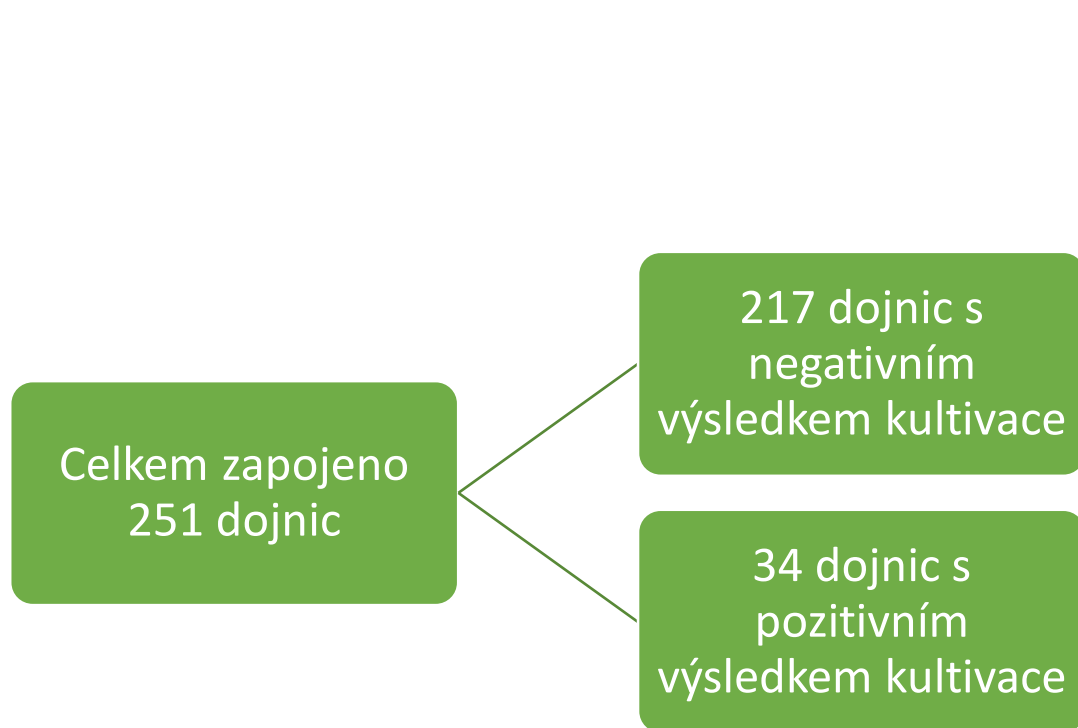 217 dojnic s
negativním
výsledkem kultivace
Celkem zapojeno
251 dojnic
34 dojnic s
pozitivním
výsledkem kultivace